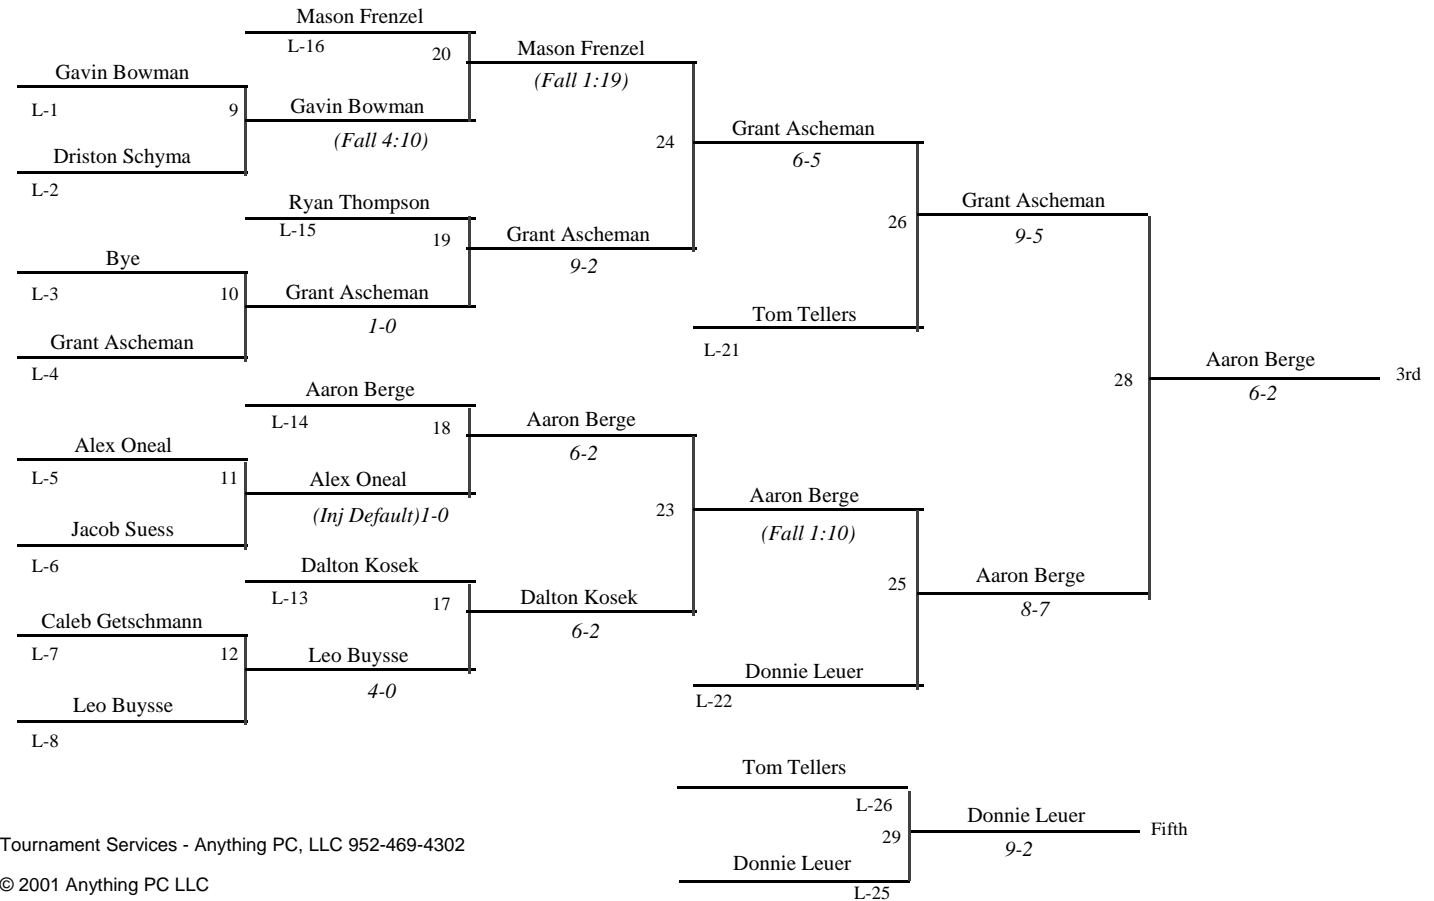 Mason Frenzel
L-16
20
Mason Frenzel
(Fall 1:19)
Gavin Bowman
L-1
9
Gavin Bowman
(Fall 4:10)
Driston Schyma
L-2
24
Grant Ascheman
6-5
Ryan Thompson
L-15
19
Grant Ascheman
9-2
26
Grant Ascheman
9-5
Bye
L-3
10
Grant Ascheman
1-0
Grant Ascheman
L-4
Tom Tellers
L-21
28
Aaron Berge
6-2
3rd
Aaron Berge
L-14
18
Aaron Berge
6-2
Alex Oneal
L-5
11
Alex Oneal
(Inj Default)1-0
Jacob Suess
L-6
23
Aaron Berge
(Fall 1:10)
Dalton Kosek
L-13
17
Dalton Kosek
6-2
25
Aaron Berge
8-7
Caleb Getschmann
L-7
12
Leo Buysse
4-0
Leo Buysse
L-8
Donnie Leuer
L-22
Tom Tellers
L-26
29
Donnie Leuer
9-2
Fifth
Donnie Leuer
L-25
Tournament Services - Anything PC, LLC 952-469-4302
© 2001 Anything PC LLC